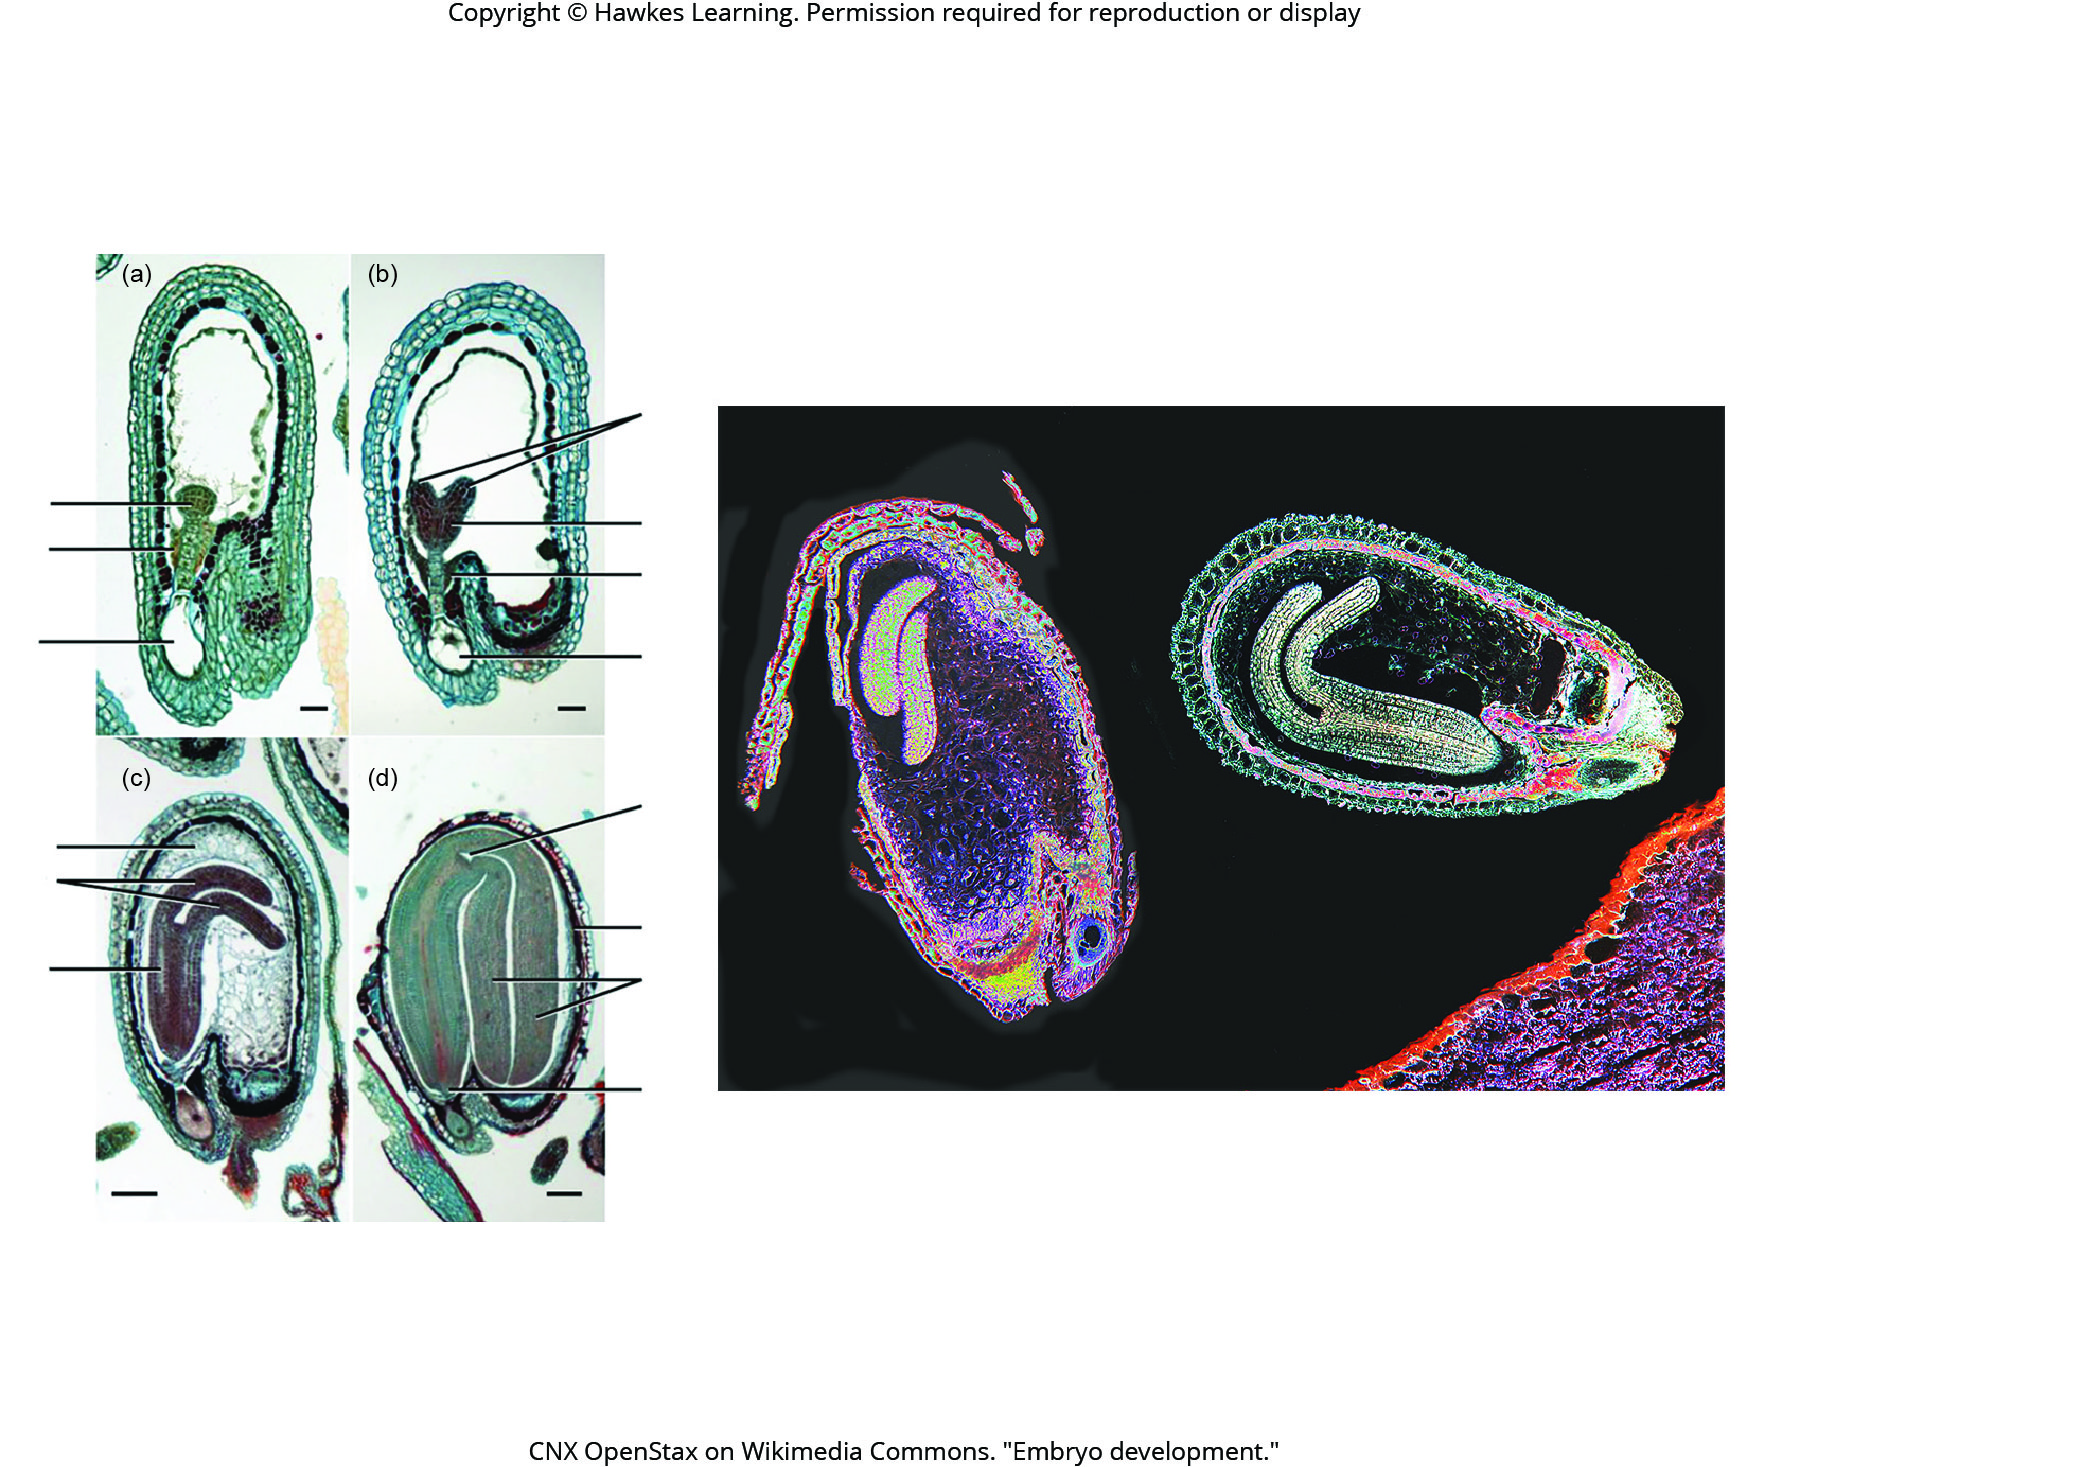 Copyright © Hawkes Learning. Permission required for reproduction or display
(a)
(b)
(c)
(d)
CNX OpenStax on Wikimedia Commons. "Embryo development."